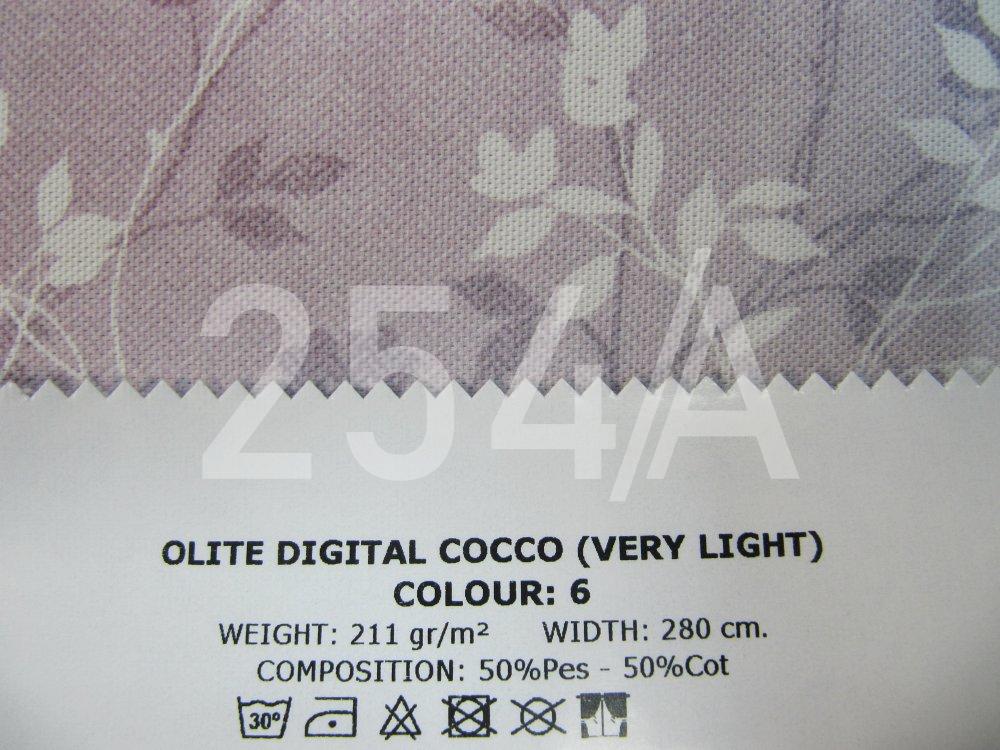 254/A
OLITE DIGITAL COCCO (VERY LIGHT)
COLOUR: 6
WEIGHT: 211 gr/m² WIDTH: 280 cm.
COMPOSITION: 50%Pes - 50%Cot
30°